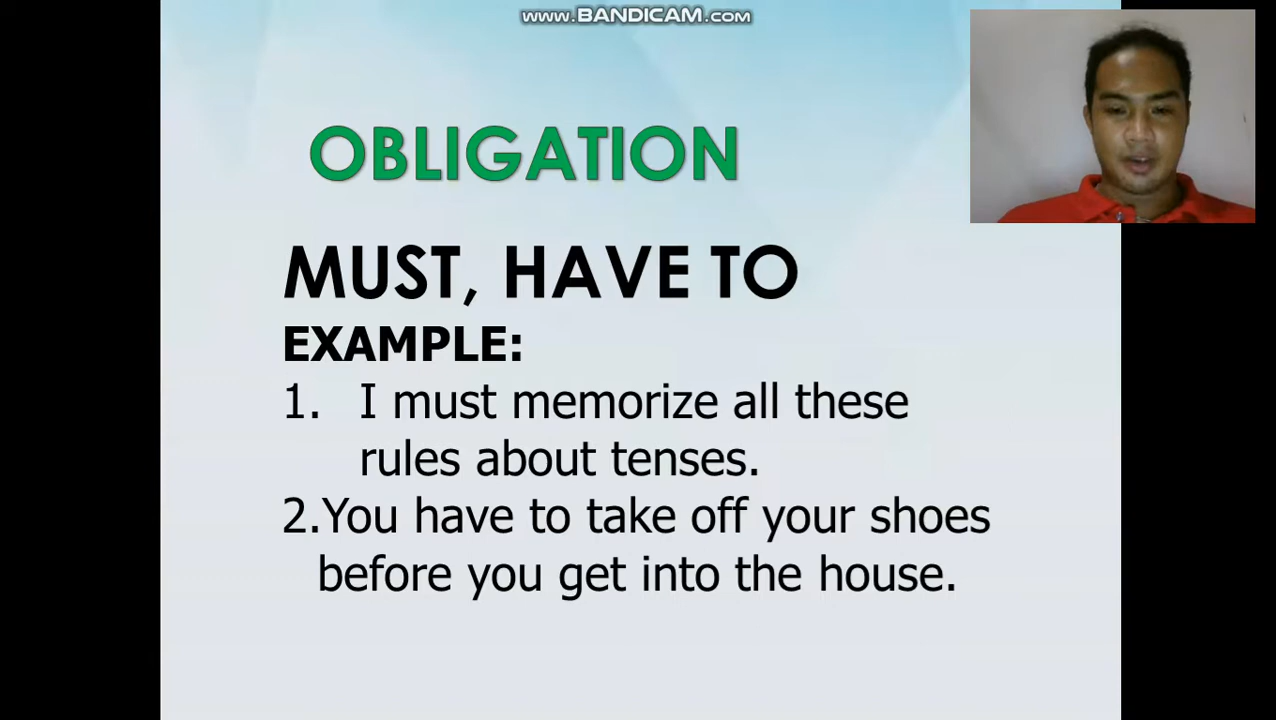 www.BANDICAM.com
OBLIGATION
MUST, HAVE TO
EXAMPLE:
1. I must memorize all these
rules about tenses.
2.You have to take off your shoes
before you get into the house.